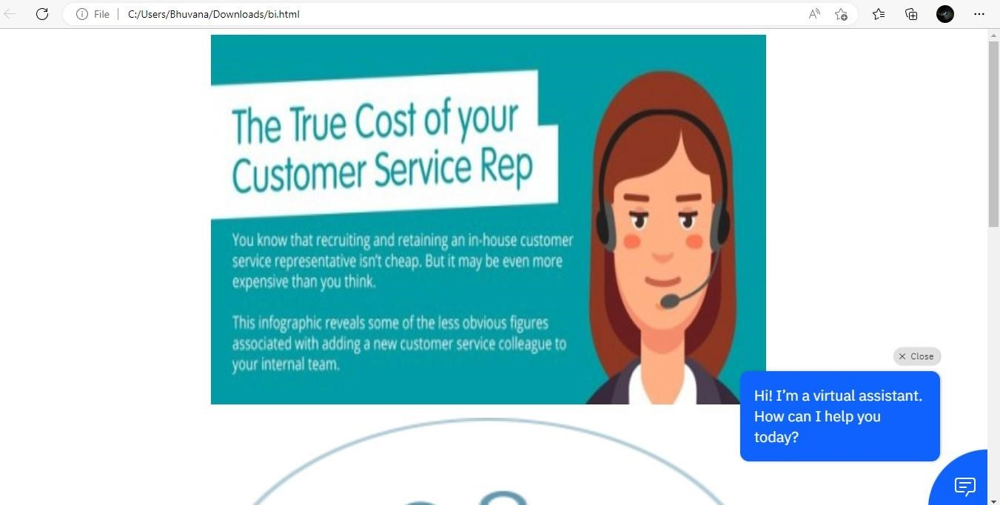 File
C:/Users/Bhuvana/Downloads/bi.html
The True Cost of your
Customer Service Rep
You know that recruiting and retaining an in-house customer
service representative isn't cheap. But it may be even more
expensive than you think.
This infographic reveals some of the less obvious figures
associated with adding a new customer service colleague to
your internal team.
Close
Hi! I’m a virtual assistant.
How can I help you
today?